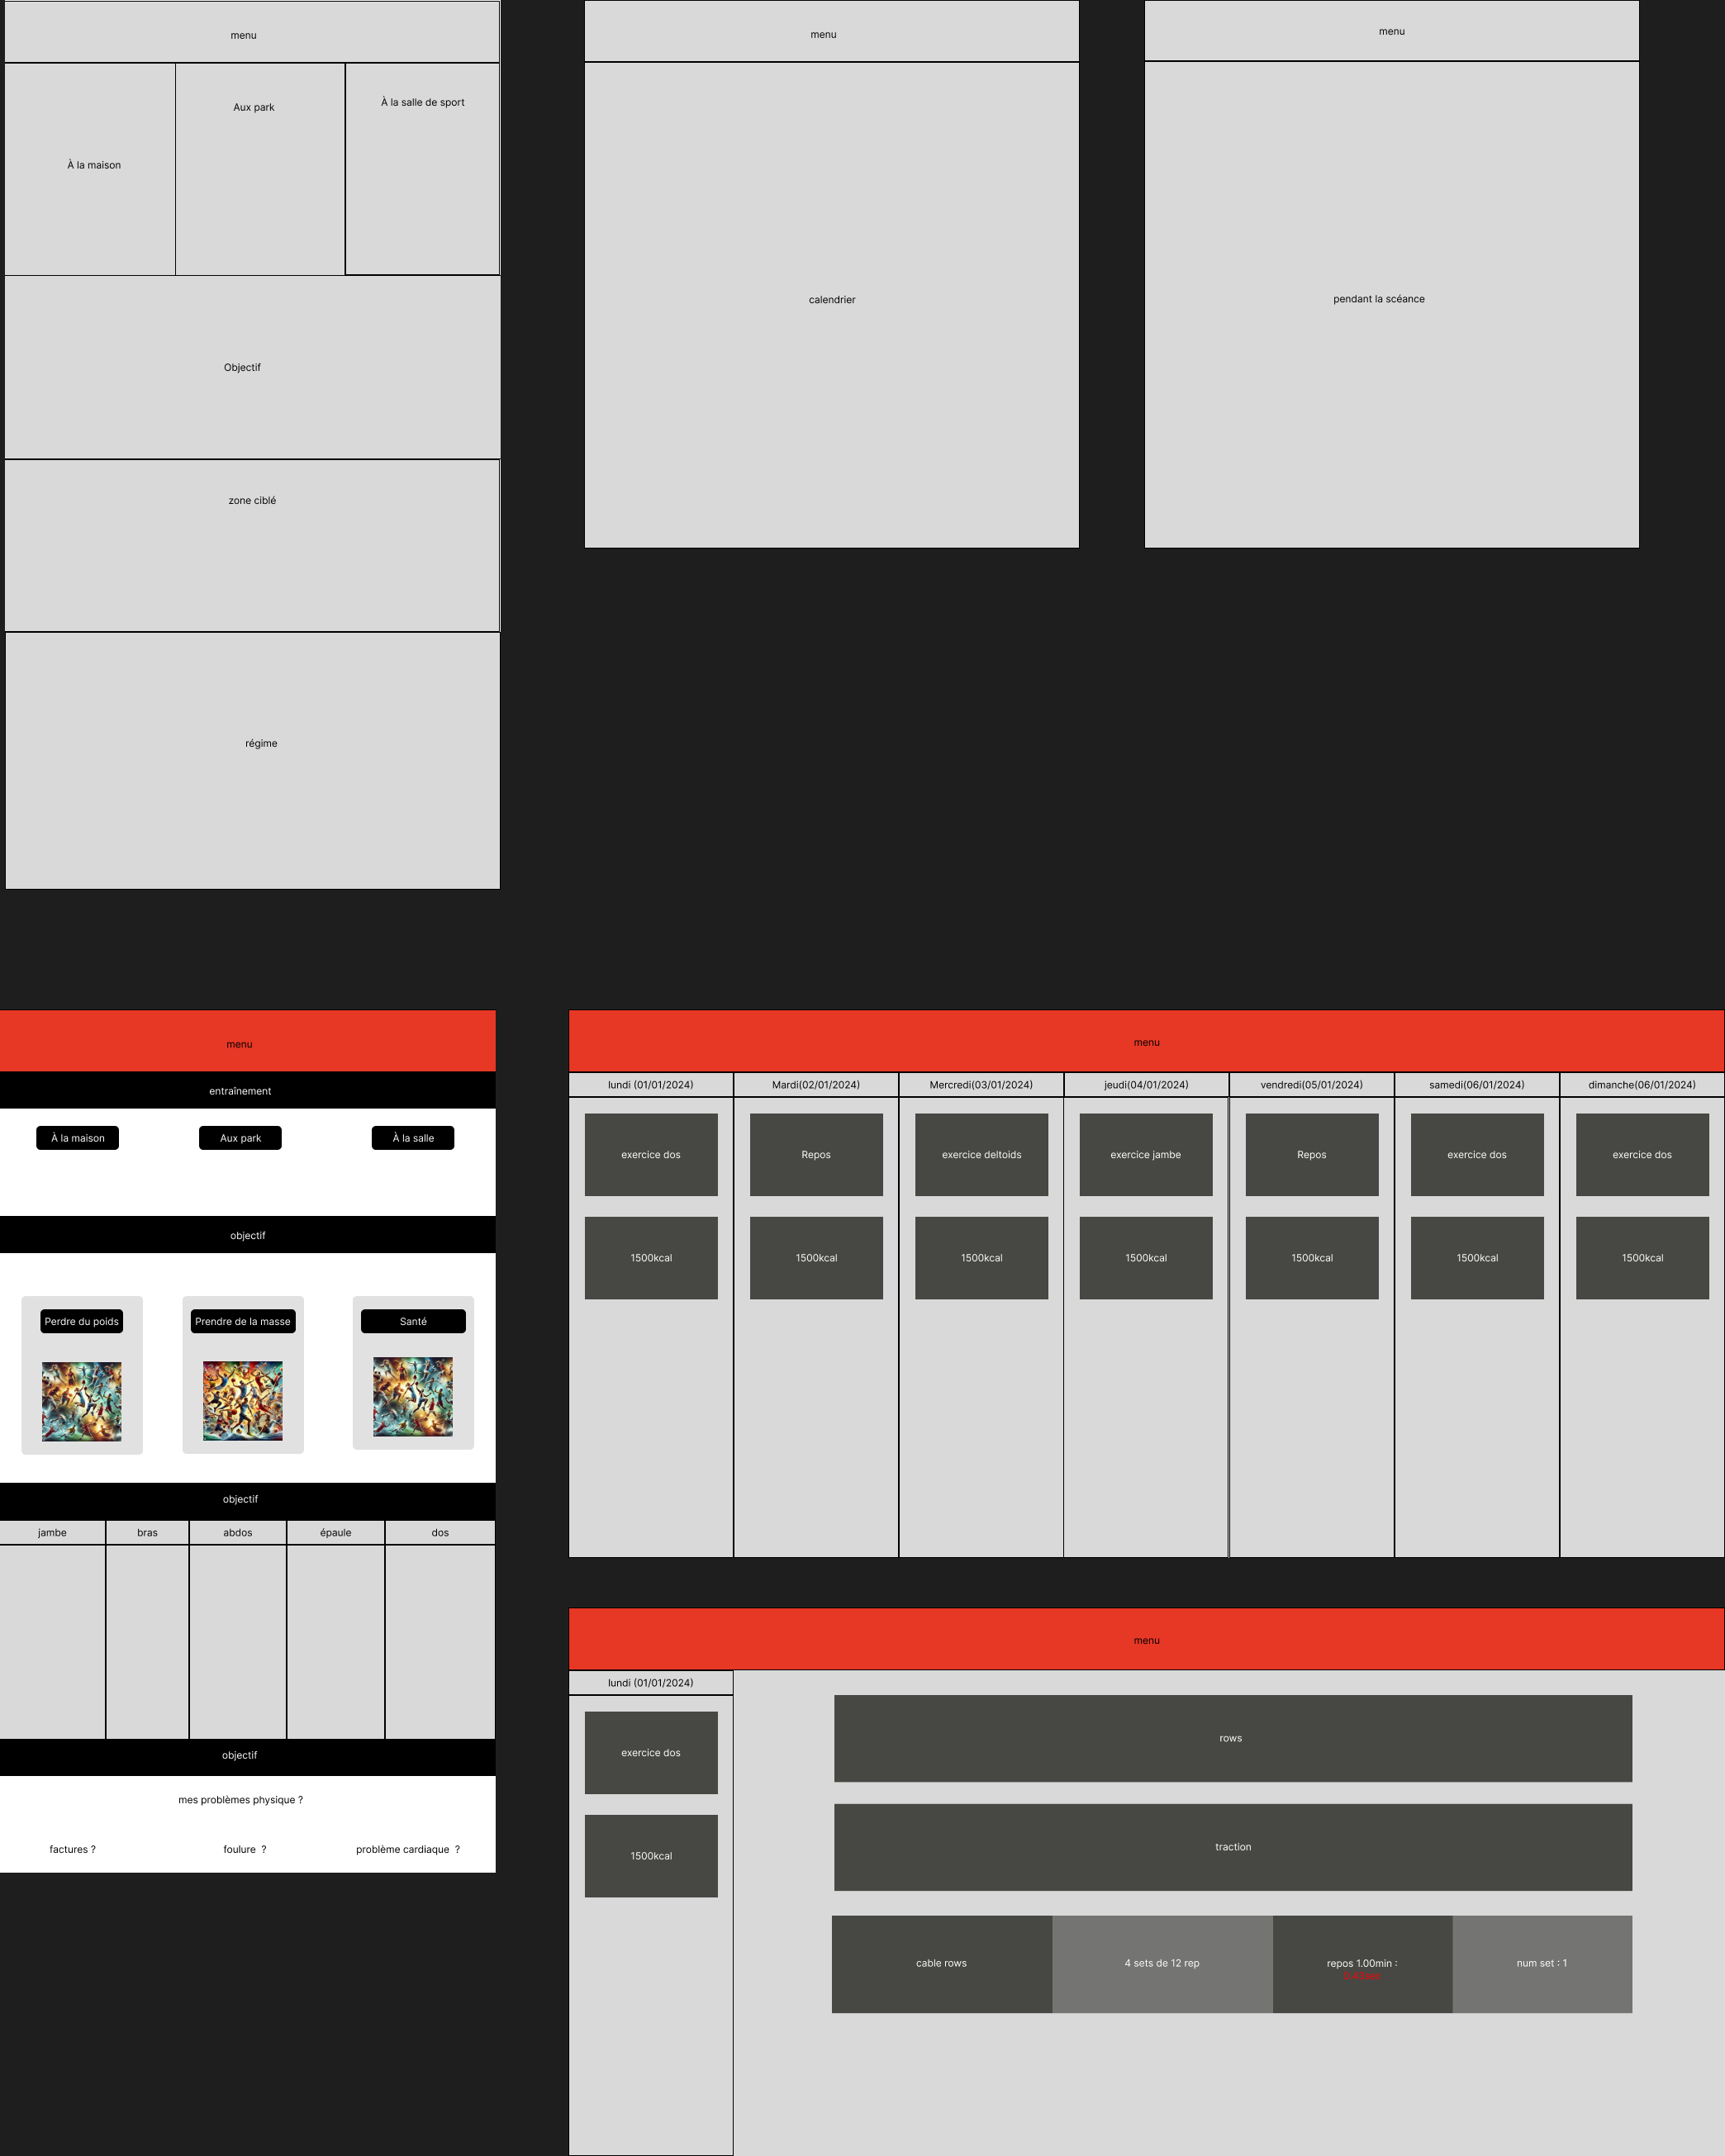 menu
À la maison
Aux park
À la salle de sport
Objectif
zone ciblé
régime
menu
calendrier
menu
pendant la scéance
menu
entraînement
À la maison
Aux park
À la salle
objectif
Perdre du poids
Prendre de la masse
Santé
objectif
jambe
bras
abdos
épaule
dos
objectif
mes problèmes physique ?
factures ?
foulure  ?
problème cardiaque  ?
menu
lundi (01/01/2024)
Mardi(02/01/2024)
Mercredi(03/01/2024)
jeudi(04/01/2024)
vendredi(05/01/2024)
samedi(06/01/2024)
dimanche(06/01/2024)
exercice dos
Repos
exercice deltoids
exercice jambe
Repos
exercice dos
exercice dos
1500kcal
1500kcal
1500kcal
1500kcal
1500kcal
1500kcal
1500kcal
menu
lundi (01/01/2024)
exercice dos
1500kcal
rows
traction
cable rows
4 sets de 12 rep
repos 1.00min :
num set : 1